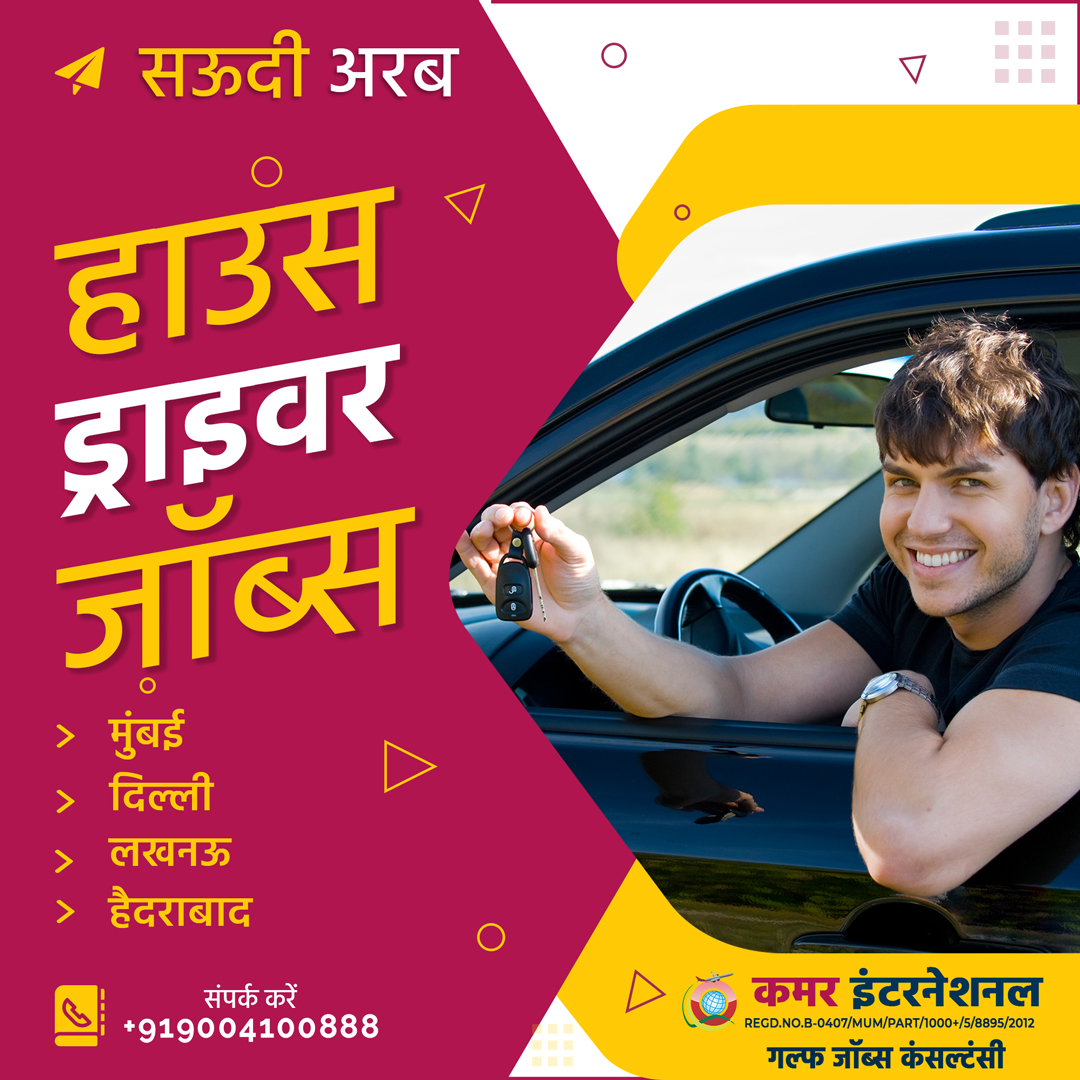 सऊदी अरब
हाउस
ड्राइवर
जॉब्स
मुंबई
दिल्ली
लखनऊ
हैदराबाद
संपर्क करें
+919004100888
कमर इंटरनेशनल
REGD.NO.B-0407/MUM/PART/1000+/5/8895/2012
गल्फ जॉब्स कंसल्टंसी